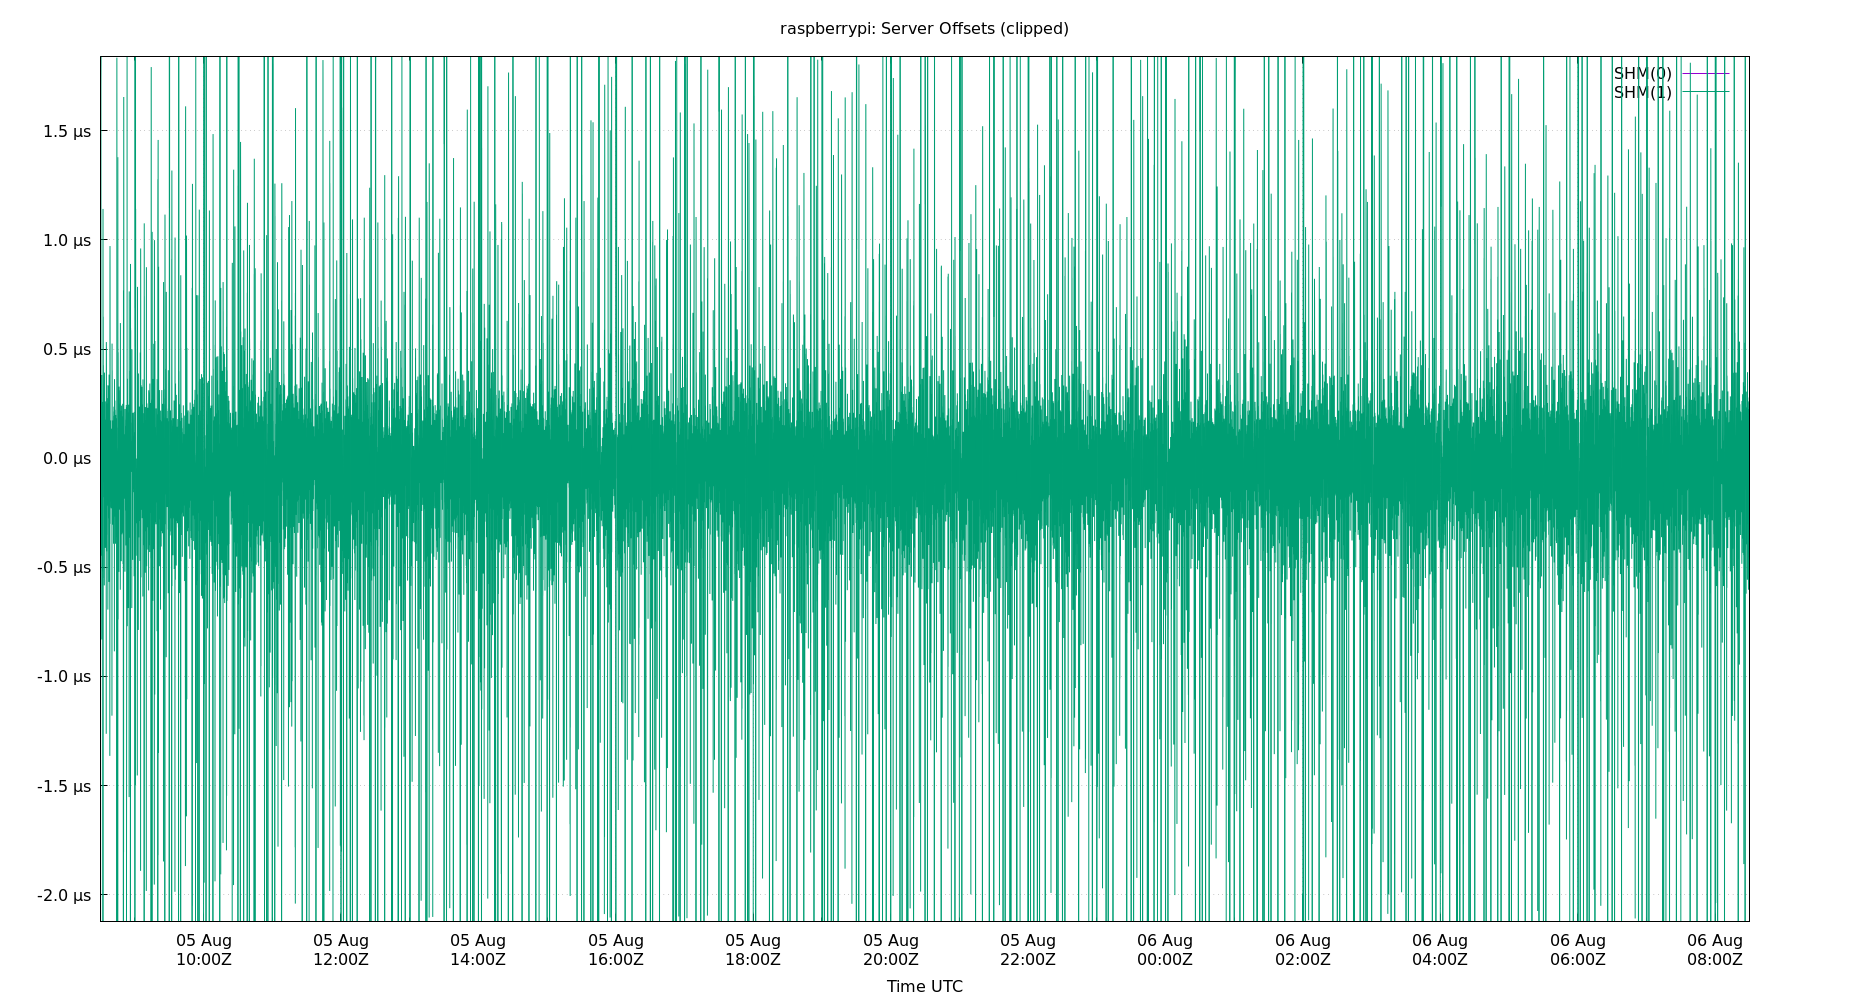 raspberrypi: Server Offsets (clipped)
SHM(0)
SHM(1)
1.5 µs
1.0 µs
0.5 µs
0.0 µs
-0.5 µs
-1.0 µs
-1.5 µs
-2.0 µs
05 Aug 05 Aug 05 Aug 05 Aug 05 Aug 05 Aug 05 Aug 06 Aug 06 Aug 06 Aug 06 Aug 06 Aug
10:00Z 12:00Z 14:00Z 16:00Z 18:00Z 20:00Z 22:00Z 00:00Z 02:00Z 04:00Z 06:00Z 08:00Z
Time UTC